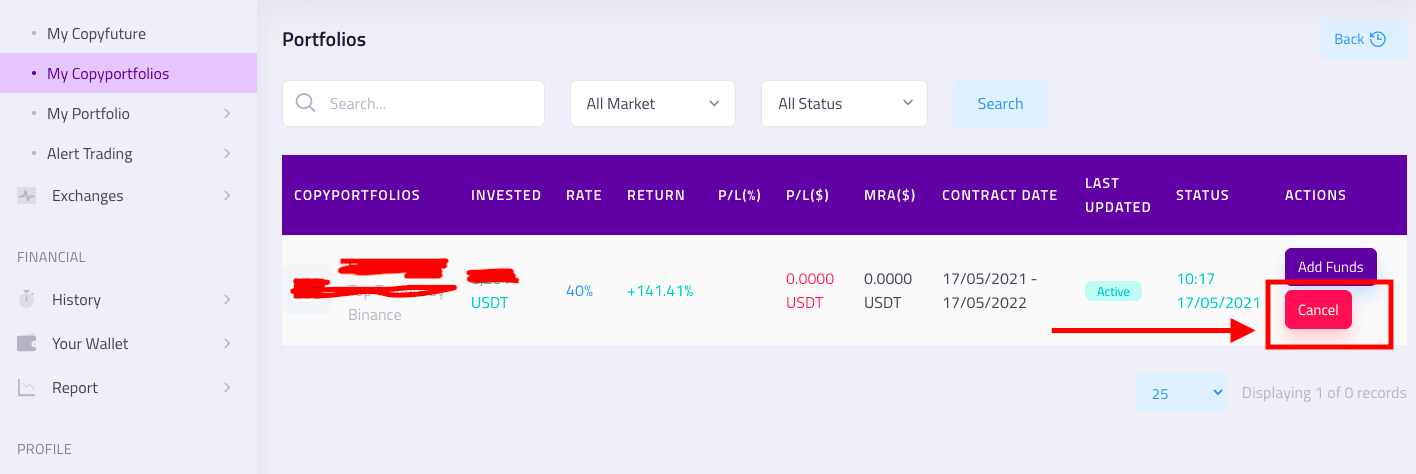 My Copyfuture
My Copyportfolios
My Portfolio
Alert Trading
Exchanges
FINANCIAL
History
Your Wallet
Report
PROFILE
Portfolios
Back
Search...
All Market
All Status
Search
COPYPORTFOLIOS INVESTED RATE RETURN P/L(%) P/L($) MRA($) CONTRACT DATE LAST UPDATED STATUS ACTIONS
Binance
USDT
40%
+141.41%
0.0000
USDT
0.0000
USDT
17/05/2021 -
17/05/2022
Active
10:17
17/05/2021
Add Funds
Cancel
25
Displaying 1 of 0 records